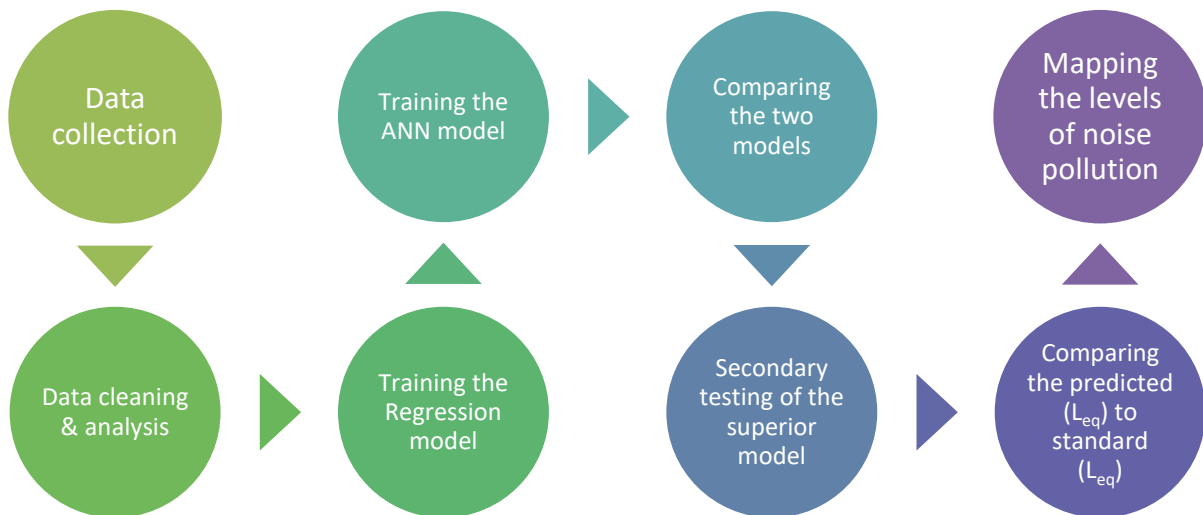 Data
collection
Data cleaning
& analysis
Training the
Regression
model
Training the
ANN model
Comparing
the two
models
Secondary
testing of the
superior
model
Comparing
the predicted
(Leq) to
standard
(Leq)
Mapping
the levels
of noise
pollution